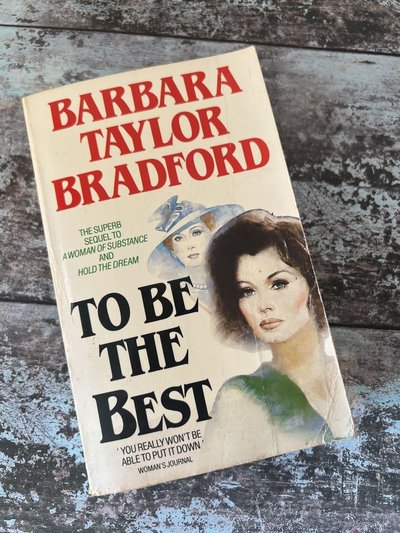 BARBARA
TAYLOR
BRADFORD
THE SUPERB
SEQUEL TO
A WOMAN OF SUBSTANCE
AND
HOLD THE DREAM
TO BE
THE
BEST
'YOU REALLY WON'T BE
ABLE TO PUT IT DOWN'
WOMAN'S JOURNAL